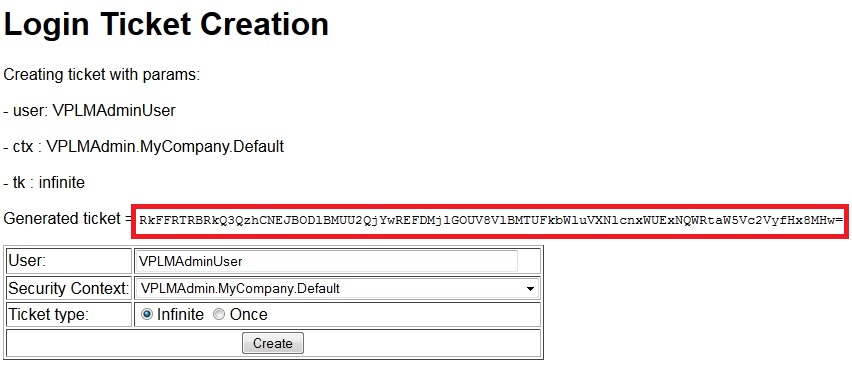 Login Ticket Creation
Creating ticket with params:
- user: VPLMAdminUser
- ctx : VPLMAdmin.MyCompany.Default
- tk : infinite
Generated ticket = RkFFRTRBRkQ3QzhCNEJBODlBMUU2QjYwREFDMjlGOUV8VlBMTUFkbWluVXNlcnxWUExNQWRtaW5Vc2VyfHx8MHw=
User: VPLMAdminUser
Security Context: VPLMAdmin.MyCompany.Default
Ticket type: Infinite Once
Create